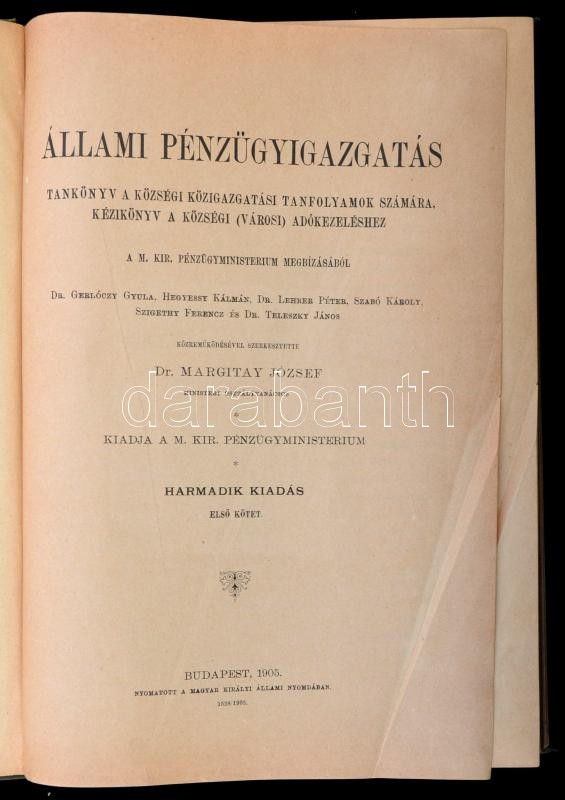 ÁLLAMI PÉNZÜGYIGAZGATÁS
TANKÖNYV A KÖZSÉGI KÖZIGAZGATÁSI TANFOLYAMOK SZÁMÁRA,
KÉZIKÖNYV A KÖZSÉGI (VÁROSI) ADÓKEZELÉSHEZ
A M. KIR. PÉNZÜGYMINISTERIUM MEGBÍZÁSÁBÓL
DR. GERLÓCZY GYULA, HEGYESSY KÁLMÁN, DR. LEHRER PÉTER, SZABÓ KÁROLY,
SZIGETHY FERENCZ ÉS DR. TELESZKY JÁNOS
KÖZREMŰKÖDÉSÉVEL SZERKESZTETTE
DR. MARGITAY JÓZSEF
MINISTERI OSZTÁLYTANÁCSOS
darabanth
*
KIADJA A M. KIR. PÉNZÜGYMINISTERIUM
*
HARMADIK KIADÁS
ELSŐ KÖTET.
BUDAPEST, 1905.
NYOMATOTT A MAGYAR KIRÁLYI ÁLLAMI NYOMDÁBAN.